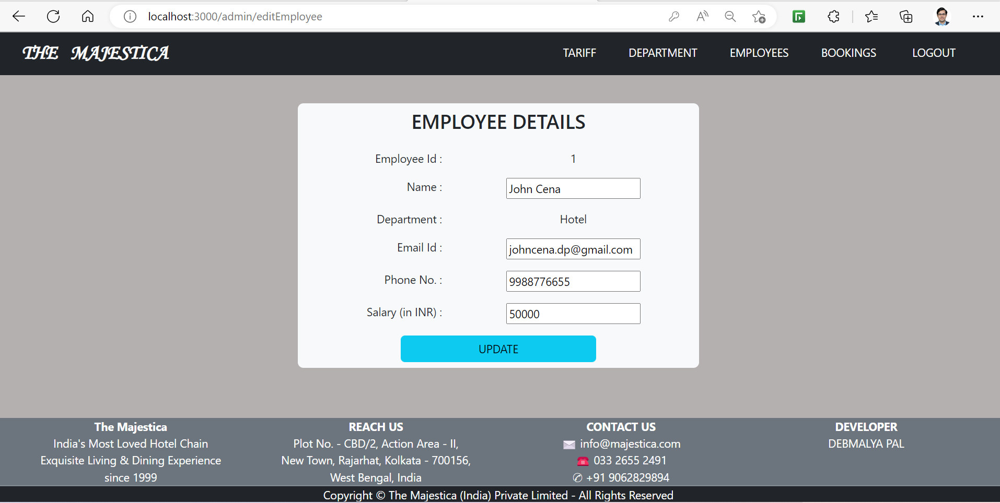 localhost:3000/admin/editEmployee
THE MAJESTICA
TARIFF
DEPARTMENT
EMPLOYEES
BOOKINGS
LOGOUT
EMPLOYEE DETAILS
Employee Id : 1
Name : John Cena
Department : Hotel
Email Id : johncena.dp@gmail.com
Phone No. : 9988776655
Salary (in INR) : 50000
UPDATE
The Majestica
India's Most Loved Hotel Chain
Exquisite Living & Dining Experience
since 1999
REACH US
Plot No. - CBD/2, Action Area - II,
New Town, Rajarhat, Kolkata - 700156,
West Bengal, India
CONTACT US
✉ info@majestica.com
☎ 033 2655 2491
✆ +91 9062829894
DEVELOPER
DEBMALYA PAL
Copyright © The Majestica (India) Private Limited - All Rights Reserved